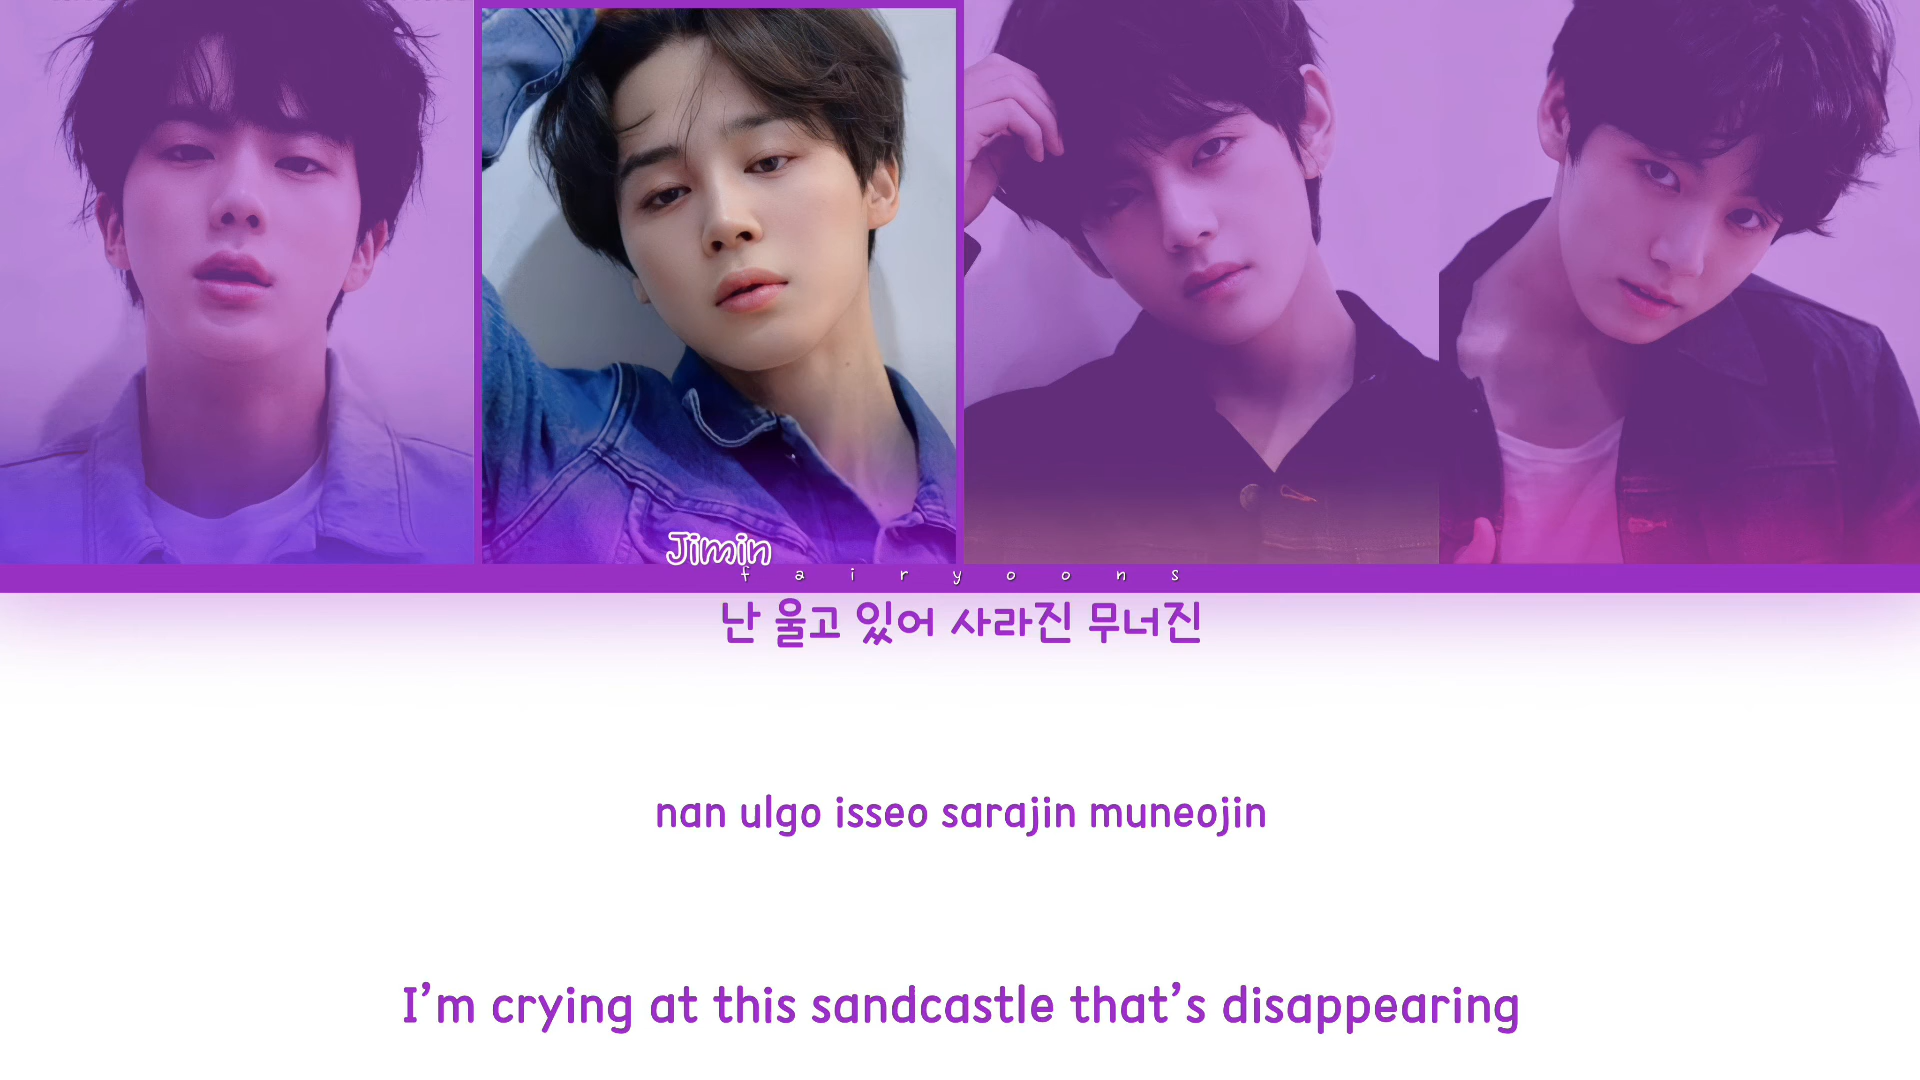 Jimin
fairyoons
난 울고 있어 사라진 무너진
nan ulgo isseo sarajin muneojin
I’m crying at this sandcastle that’s disappearing